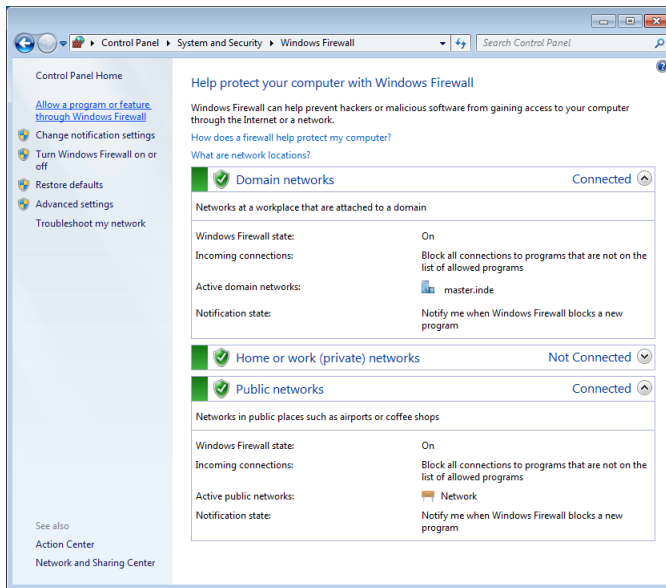 Control Panel ▸ System and Security ▸ Windows Firewall
Search Control Panel
Control Panel Home
Allow a program or feature
through Windows Firewall
Change notification settings
Turn Windows Firewall on or
off
Restore defaults
Advanced settings
Troubleshoot my network
See also
Action Center
Network and Sharing Center
Help protect your computer with Windows Firewall
Windows Firewall can help prevent hackers or malicious software from gaining access to your computer
through the Internet or a network.
How does a firewall help protect my computer?
What are network locations?
Domain networks Connected
Networks at a workplace that are attached to a domain
Windows Firewall state: On
Incoming connections: Block all connections to programs that are not on the
list of allowed programs
Active domain networks: master.inde
Notification state: Notify me when Windows Firewall blocks a new
program
Home or work (private) networks Not Connected
Public networks Connected
Networks in public places such as airports or coffee shops
Windows Firewall state: On
Incoming connections: Block all connections to programs that are not on the
list of allowed programs
Active public networks: Network
Notification state: Notify me when Windows Firewall blocks a new
program